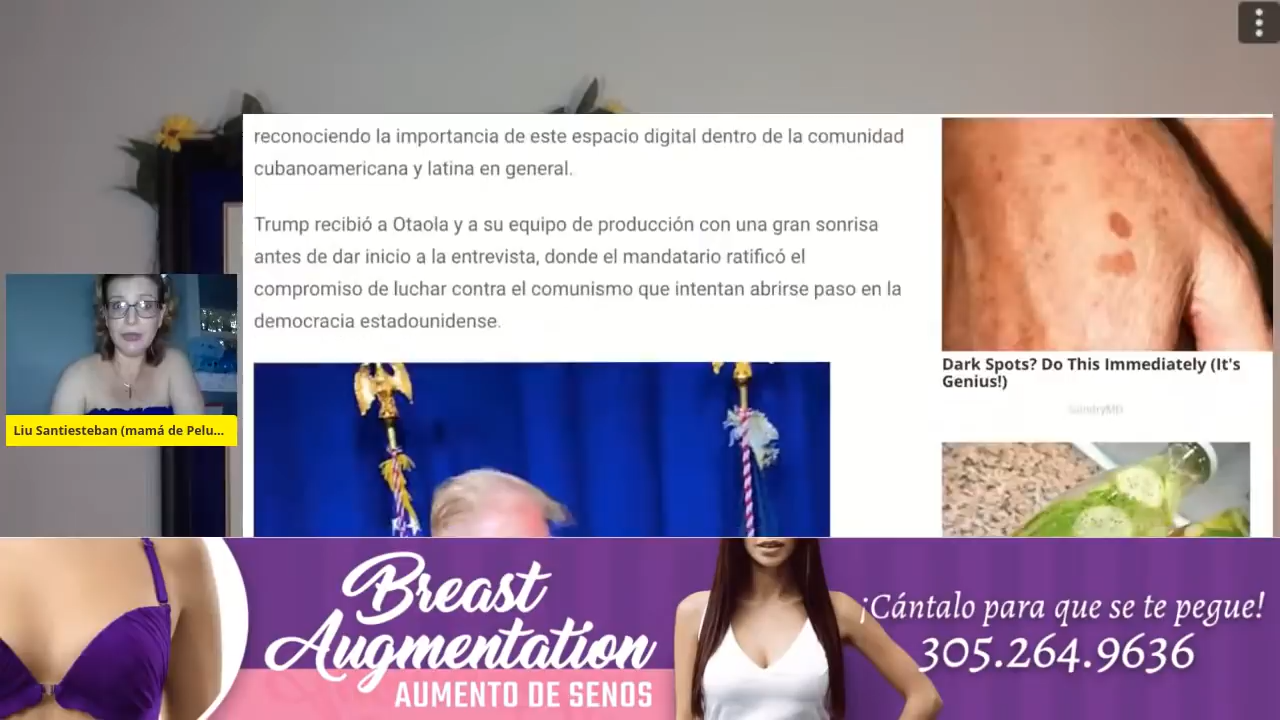 reconociendo la importancia de este espacio digital dentro de la comunidad
cubanoamericana y latina en general.
Trump recibió a Otaola y a su equipo de producción con una gran sonrisa
antes de dar inicio a la entrevista, donde el mandatario ratificó el
compromiso de luchar contra el comunismo que intentan abrirse paso en la
democracia estadounidense.
Dark Spots? Do This Immediately (It's
Genius!)
GundryMD
Liu Santiesteban (mamá de Pelu...
Breast
Augmentation
AUMENTO DE SENOS
¡Cántalo para que se te pegue!
305.264.9636